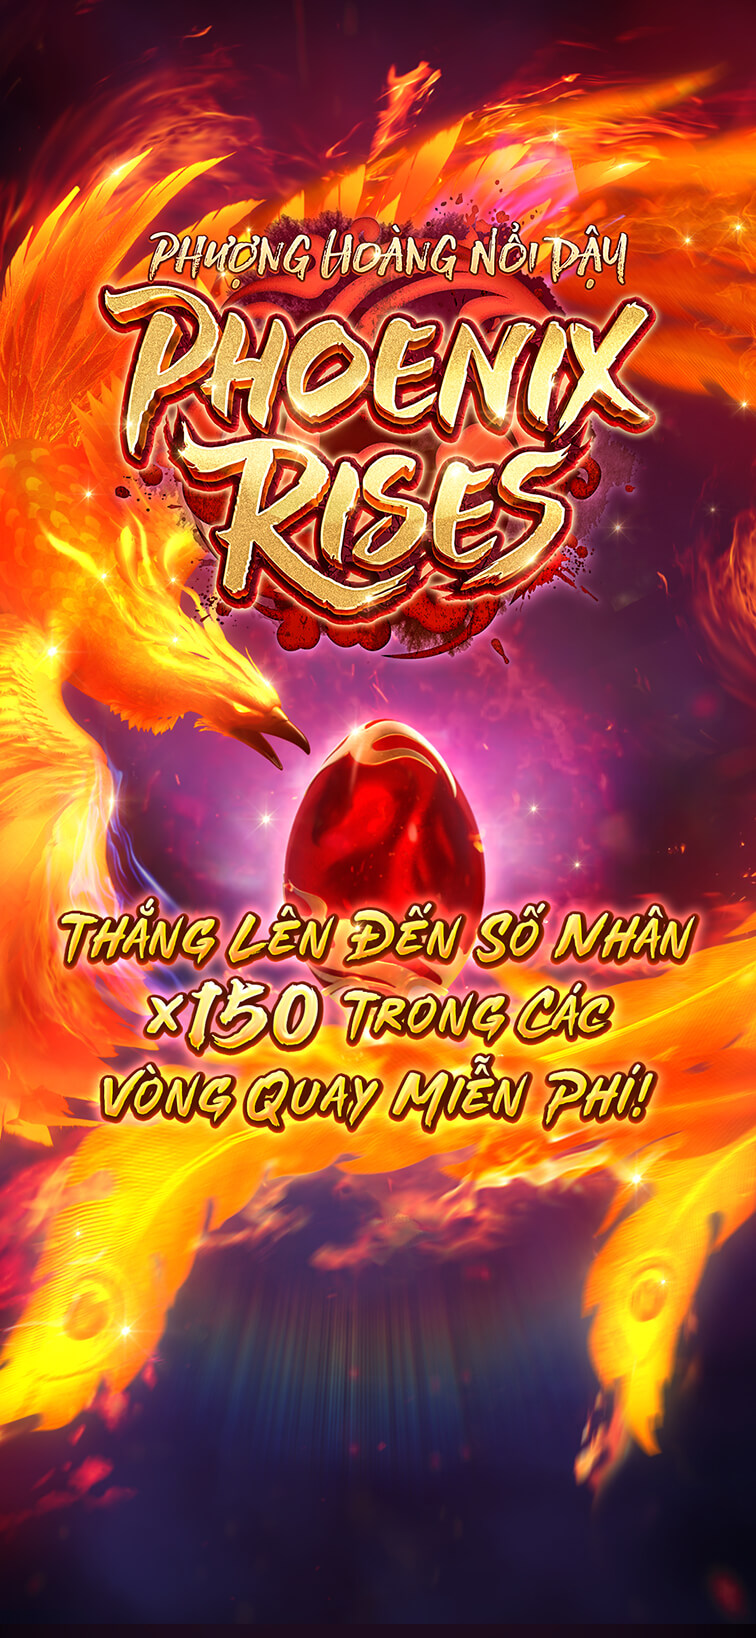 PHƯỢNG HOÀNG NỔI DẬY
PHOENIX
RISES
THẮNG LÊN ĐẾN SỐ NHÂN
x150 TRONG CÁC
VÒNG QUAY MIỄN PHÍ!